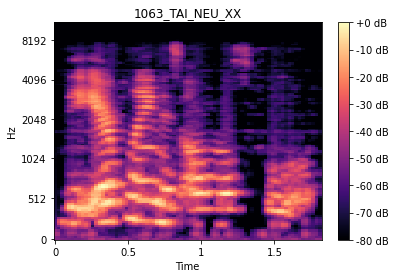 1063_TAI_NEU_XX
+0 dB
8192
-10 dB
4096
-20 dB
-30 dB
2048
-40 dB
Hz
1024
-50 dB
512
-60 dB
-70 dB
0
-80 dB
0
0.5
1
1.5
Time